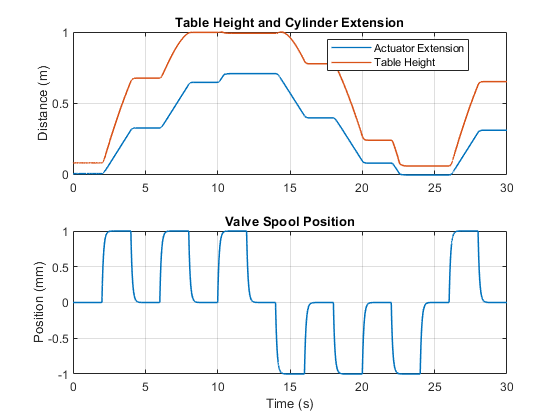 Table Height and Cylinder Extension
Distance (m)
1
0.5
0
Actuator Extension
Table Height
0 5 10 15 20 25 30
Valve Spool Position
Position (mm)
1
0.5
0
-0.5
-1
0 5 10 15 20 25 30
Time (s)